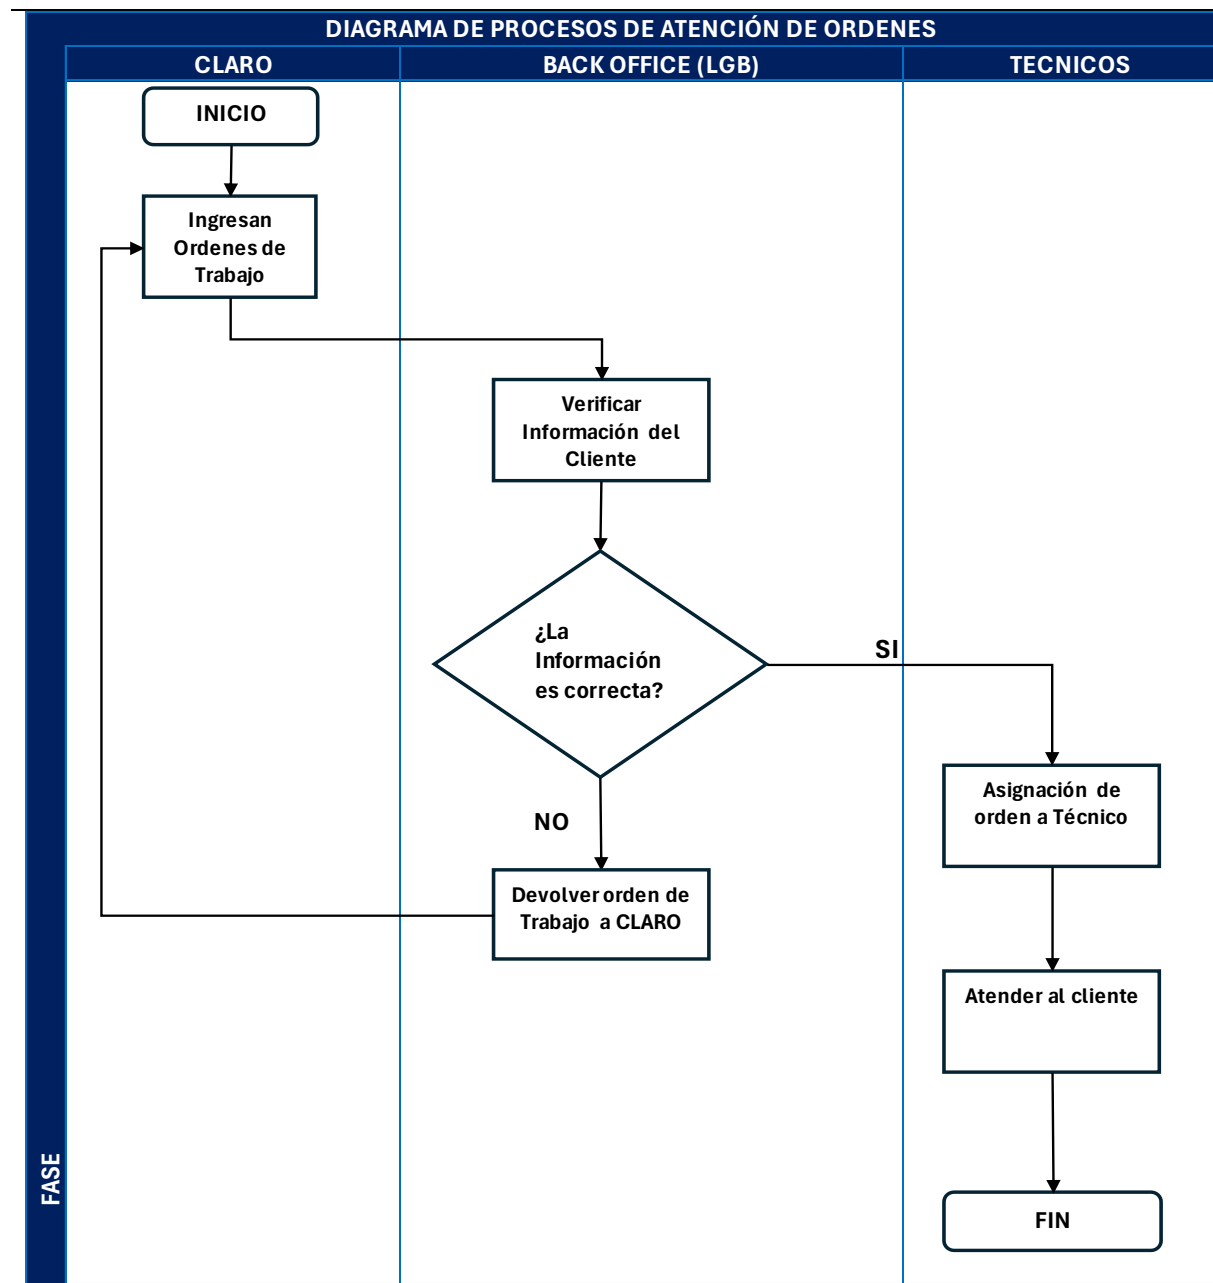 DIAGRAMA DE PROCESOS DE ATENCIÓN DE ORDENES
CLARO
BACK OFFICE (LGB)
TECNICOS
INICIO
Ingresan
Ordenes de
Trabajo
Verificar
Información del
Cliente
¿La
Información
es correcta?
SI
NO
Asignación de
orden a Técnico
Devolver orden de
Trabajo a CLARO
Atender al cliente
FIN
FASE